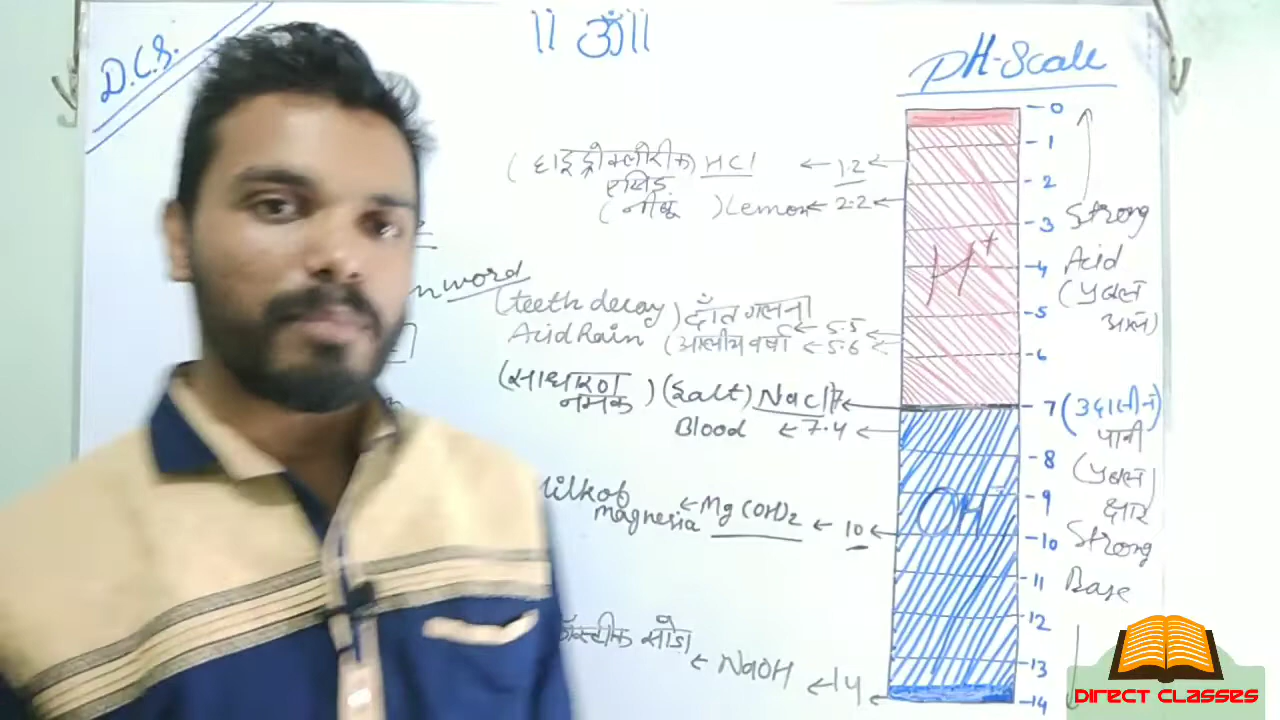 D.C.S.
॥ ॐ ॥
pH-Scale
0
1
(हाइड्रोक्लोरीक) HCl ← 1.2 ←
एसिड
2
(नीबू) Lemon ← 2.2 ←
3
Strong
4
Acid
word
(प्रबल
अम्ल)
H+
(teeth decay) दाँत गलना ← 5.5
5
Acid Rain (अम्लीय वर्षा ← 5.6
6
(साधारण) (Salt) NaCl 7 ←
नमक
7 (उदासीन)
पानी
Blood ← 7.4 ←
8
(प्रबल
9
क्षार
OH-
Milk of
magnesia ← Mg(OH)2 ← 10 ←
10
Strong
11
Base
12
कॉस्टीक सोडा
← NaOH ← 14 ←
13
14
DIRECT CLASSES